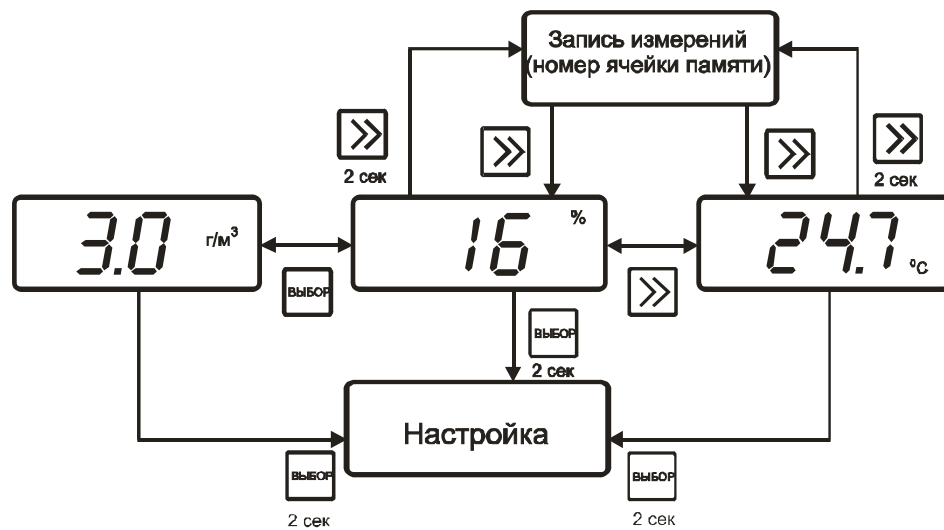 Запись измерений
(номер ячейки памяти)
2 сек
2 сек
3.0 г/м³
16 %
24.7 ºC
ВЫБОР
ВЫБОР
2 сек
Настройка
ВЫБОР
2 сек
ВЫБОР
2 сек